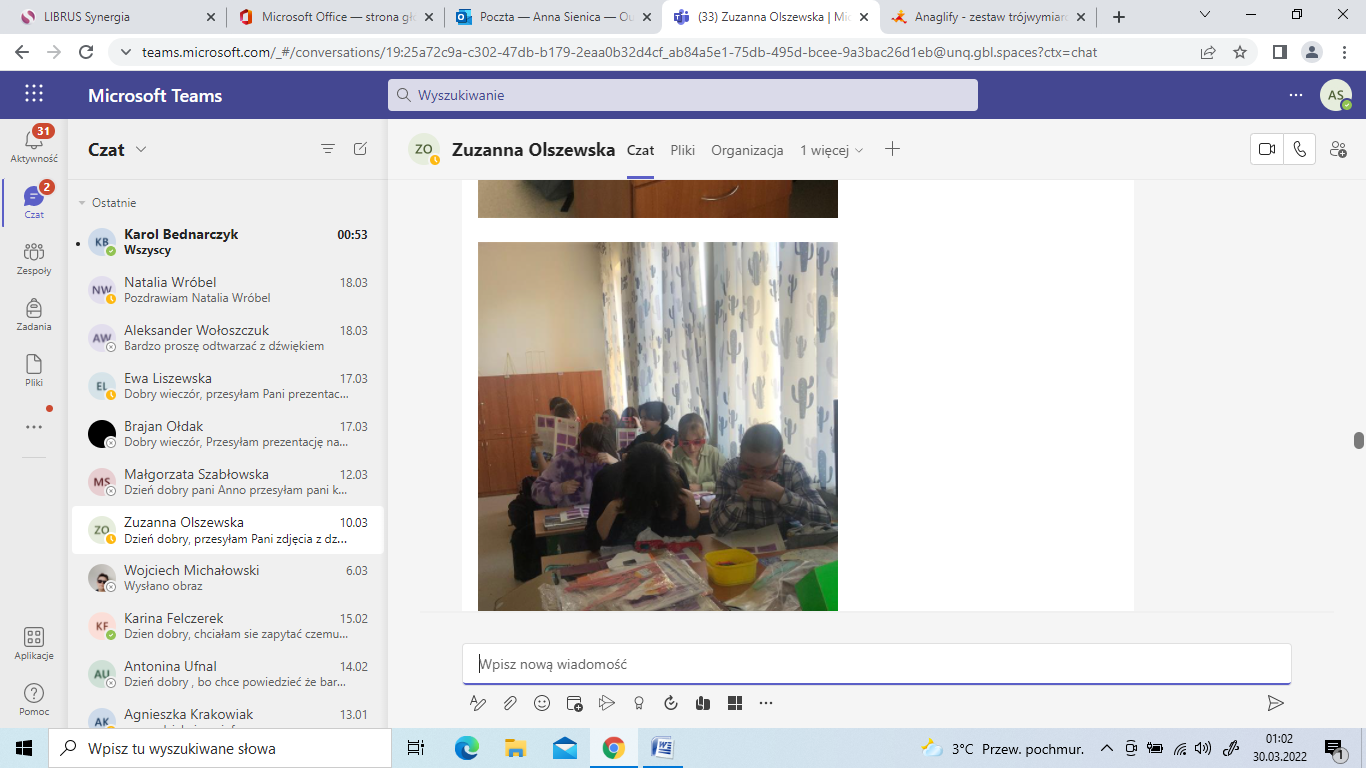 LIBRUS Synergia
Microsoft Office — strona głó
Poczta — Anna Sienica — Ou
(33) Zuzanna Olszewska | Mic
Anaglify - zestaw trójwymiaro
teams.microsoft.com/_#/conversations/19:25a72c9a-c302-47db-b179-2eaa0b32d4cf_ab84a5e1-75db-495d-bcee-9a3bac26d1eb@unq.gbl.spaces?ctx=chat
Microsoft Teams
Wyszukiwanie
AS
31
Aktywność
2
Czat
Zespoły
Zadania
Pliki
Aplikacje
Pomoc
Czat
Ostatnie
KB
Karol Bednarczyk 00:53
Wszyscy
NW
Natalia Wróbel 18.03
Pozdrawiam Natalia Wróbel
AW
Aleksander Wołoszczuk 18.03
Bardzo proszę odtwarzać z dźwiękiem
EL
Ewa Liszewska 17.03
Dobry wieczór, przesyłam Pani prezentac...
Brajan Ołdak 17.03
Dobry wieczór, Przesyłam prezentację na...
MS
Małgorzata Szabłowska 12.03
Dzień dobry pani Anno przesyłam pani k...
ZO
Zuzanna Olszewska 10.03
Dzień dobry, przesyłam Pani zdjęcia z dz...
Wojciech Michałowski 6.03
Wysłano obraz
KF
Karina Felczerek 15.02
Dzien dobry, chciałam sie zapytać czemu...
AU
Antonina Ufnal 14.02
Dzień dobry , bo chce powiedzieć że bar...
AK
Agnieszka Krakowiak 13.01
ZO
Zuzanna Olszewska
Czat
Pliki
Organizacja
1 więcej
Wpisz nową wiadomość
Wpisz tu wyszukiwane słowa
3°C Przew. pochmur.
01:02
30.03.2022
1